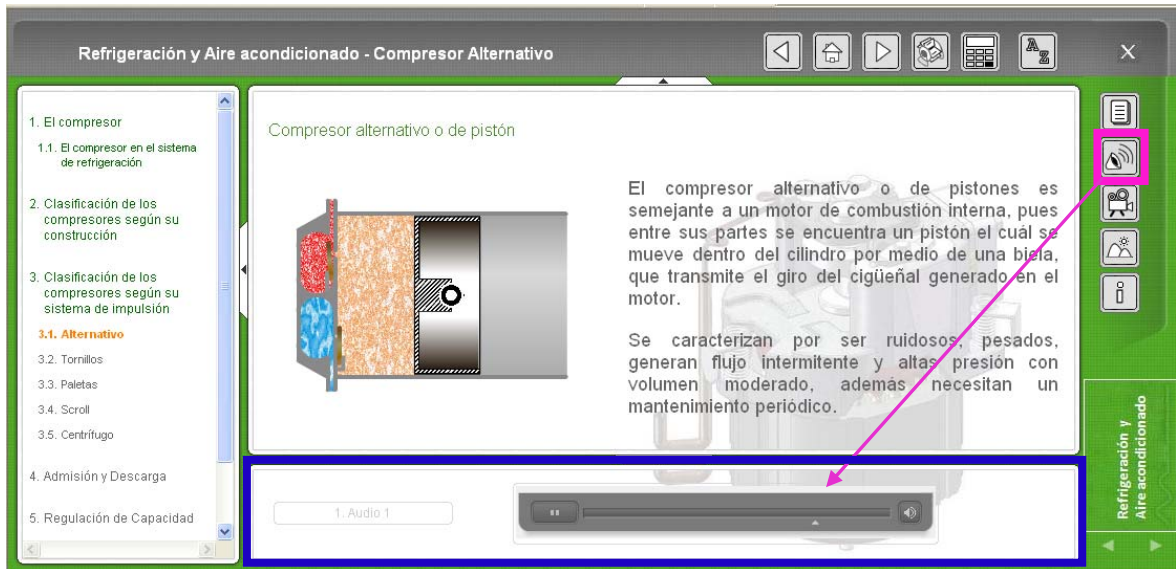 Refrigeración y Aire acondicionado - Compresor Alternativo
A
Z
X
1. El compresor
1.1. El compresor en el sistema
de refrigeración
2. Clasificación de los
compresores según su
construcción
3. Clasificación de los
compresores según su
sistema de impulsión
3.1. Alternativo
3.2. Tornillos
3.3. Paletas
3.4. Scroll
3.5. Centrífugo
4. Admisión y Descarga
5. Regulación de Capacidad
Compresor alternativo o de pistón
El compresor alternativo o de pistones es
semejante a un motor de combustión interna, pues
entre sus partes se encuentra un pistón el cuál se
mueve dentro del cilindro por medio de una biela,
que transmite el giro del cigüeñal generado en el
motor.
Se caracterizan por ser ruidosos, pesados,
generan flujo intermitente y altas presión con
volumen moderado, además necesitan un
mantenimiento periódico.
1. Audio 1
i
Refrigeración y
Aire acondicionado